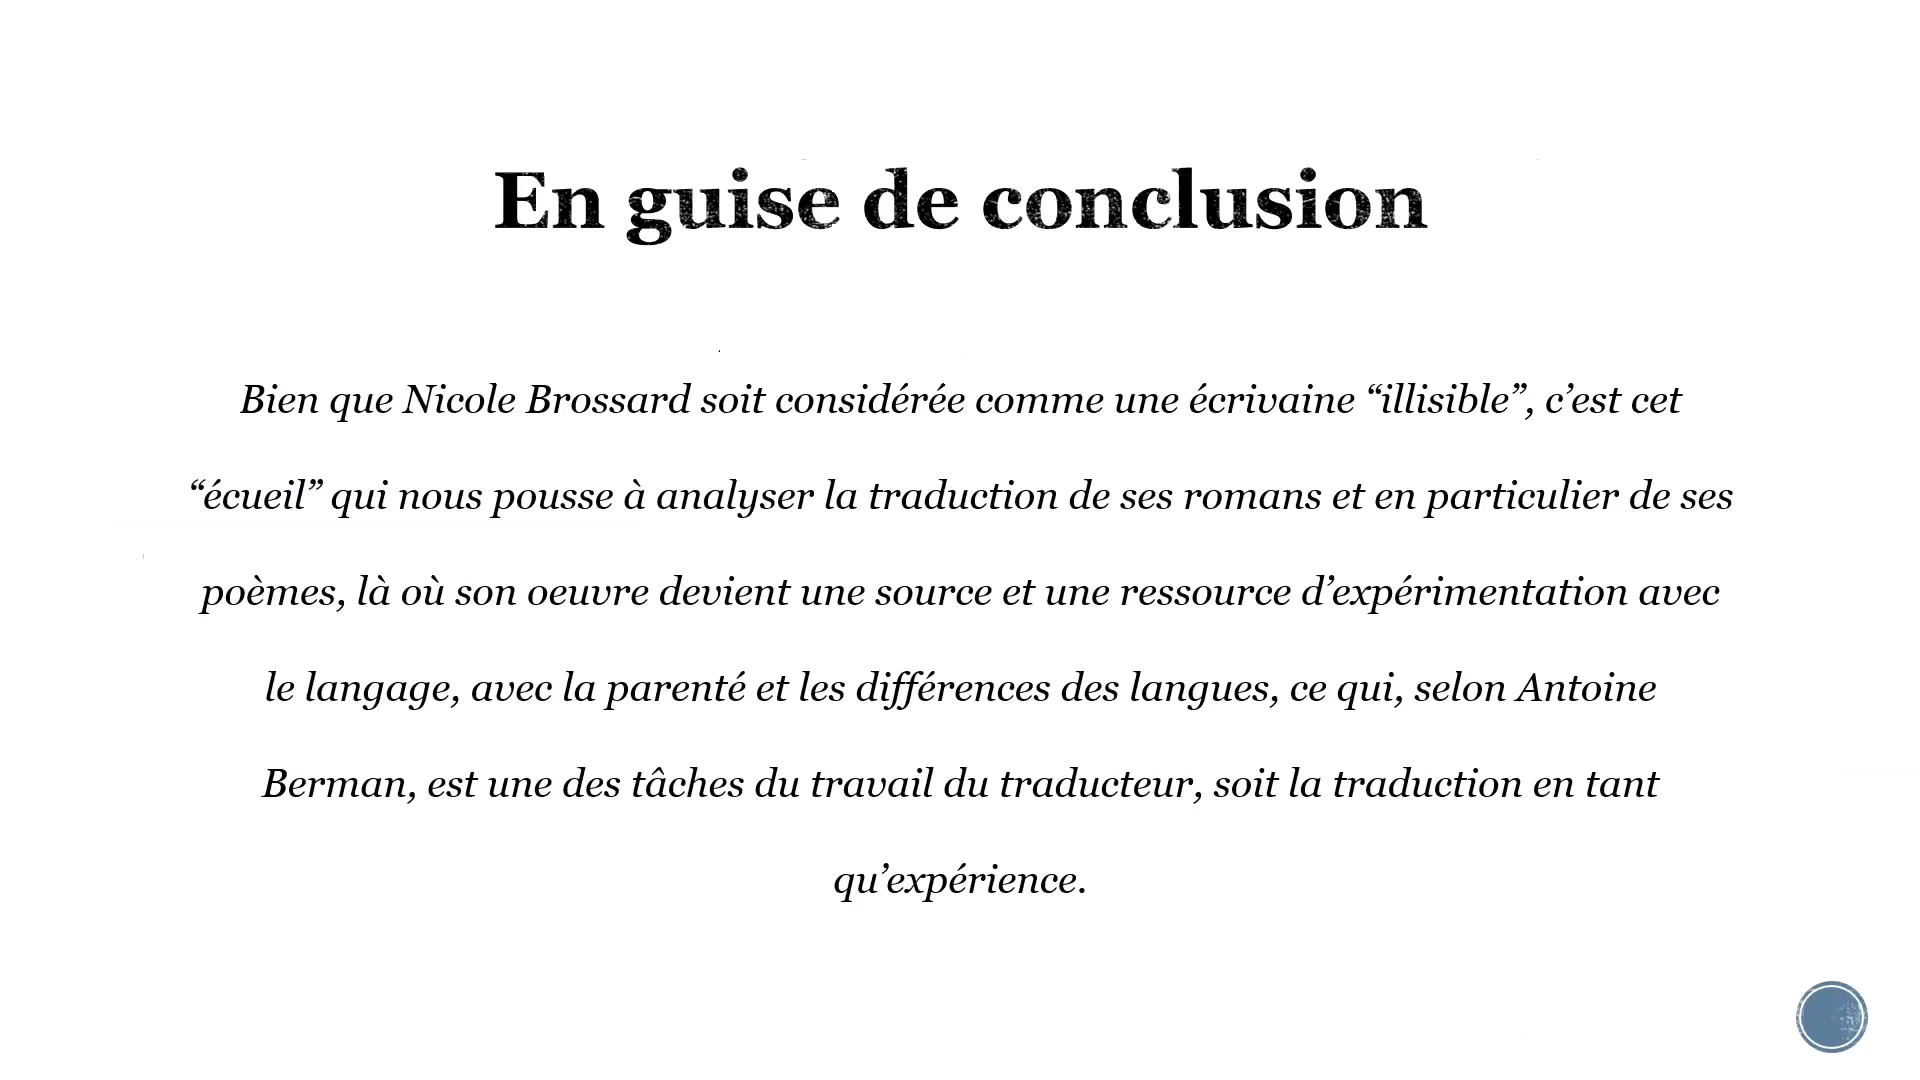 En guise de conclusion
Bien que Nicole Brossard soit considérée comme une écrivaine “illisible”, c’est cet
“écueil” qui nous pousse à analyser la traduction de ses romans et en particulier de ses
poèmes, là où son oeuvre devient une source et une ressource d’expérimentation avec
le langage, avec la parenté et les différences des langues, ce qui, selon Antoine
Berman, est une des tâches du travail du traducteur, soit la traduction en tant
qu’expérience.